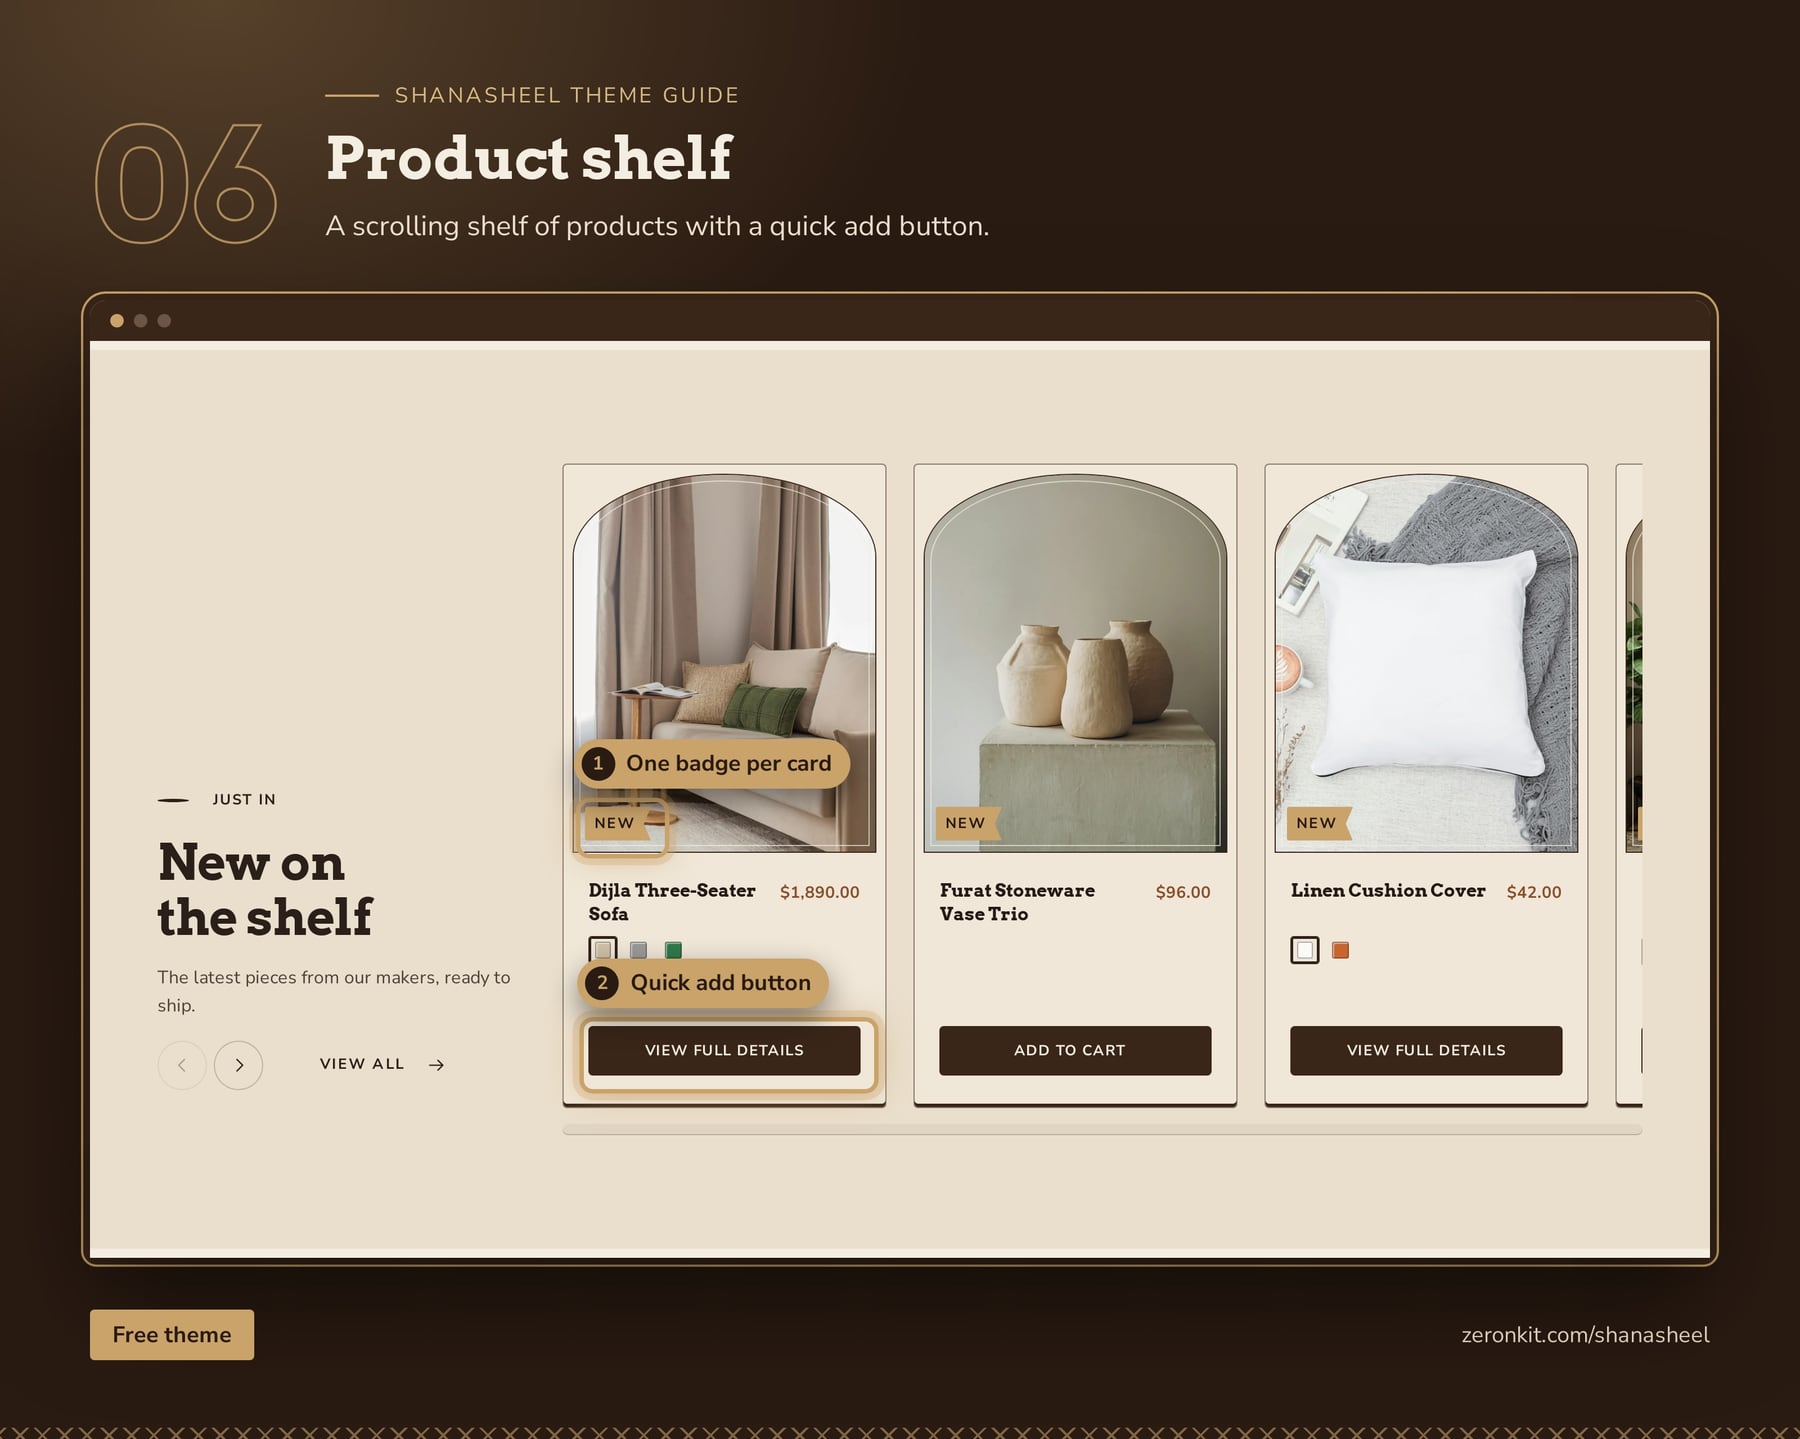 06
SHANASHEEL THEME GUIDE
Product shelf
A scrolling shelf of products with a quick add button.
JUST IN
New on
the shelf
The latest pieces from our makers, ready to
ship.
VIEW ALL
1 One badge per card
NEW
Dijla Three-Seater
Sofa
$1,890.00
2 Quick add button
VIEW FULL DETAILS
NEW
Furat Stoneware
Vase Trio
$96.00
ADD TO CART
NEW
Linen Cushion Cover
$42.00
VIEW FULL DETAILS
Free theme
zeronkit.com/shanasheel